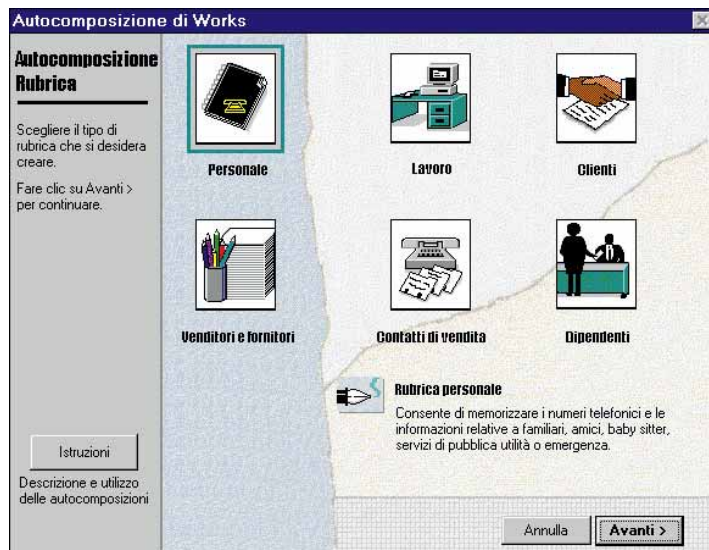 Autocomposizione di Works
Autocomposizione
Rubrica
Scegliere il tipo di
rubrica che si desidera
creare.
Fare clic su Avanti >
per continuare.
Personale
Lavoro
Clienti
Venditori e fornitori
Contatti di vendita
Dipendenti
Rubrica personale
Consente di memorizzare i numeri telefonici e le
informazioni relative a familiari, amici, baby sitter,
servizi di pubblica utilità o emergenza.
Istruzioni
Descrizione e utilizzo
delle autocomposizioni
Annulla
Avanti >